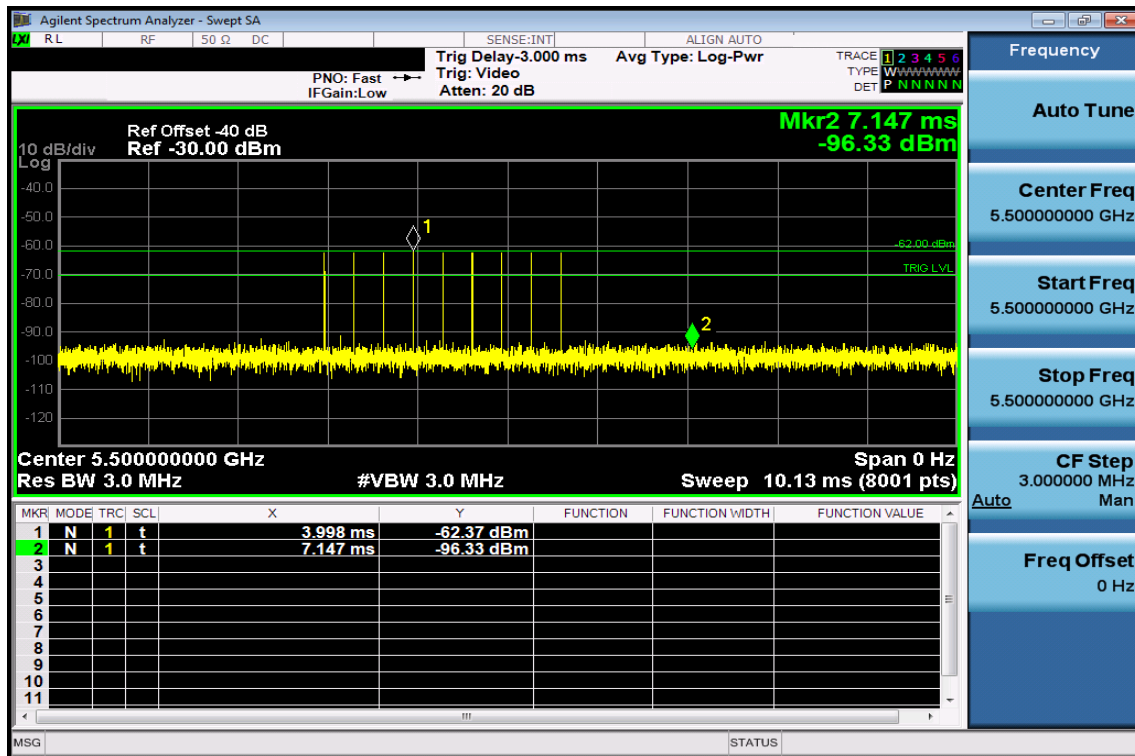 Agilent Spectrum Analyzer - Swept SA
LXI RL RF 50 Ω DC SENSE:INT ALIGN AUTO
Trig Delay-3.000 ms Avg Type: Log-Pwr TRACE 1 2 3 4 5 6
PNO: Fast Trig: Video TYPE WWWWWW
IFGain:Low Atten: 20 dB DET P N N N N N
Mkr2 7.147 ms
-96.33 dBm
Ref Offset -40 dB
10 dB/div Ref -30.00 dBm
Log
-40.0
-50.0
1
-60.0
-62.00 dBm
TRIG LVL
-70.0
-80.0
-90.0
2
-100
-110
-120
Center 5.500000000 GHz Span 0 Hz
Res BW 3.0 MHz #VBW 3.0 MHz Sweep 10.13 ms (8001 pts)
MKR MODE TRC SCL X Y FUNCTION FUNCTION WIDTH FUNCTION VALUE
1 N 1 t 3.998 ms -62.37 dBm
2 N 1 t 7.147 ms -96.33 dBm
3
4
5
6
7
8
9
10
11
MSG STATUS
Frequency
Auto Tune
Center Freq
5.500000000 GHz
Start Freq
5.500000000 GHz
Stop Freq
5.500000000 GHz
CF Step
3.000000 MHz
Auto Man
Freq Offset
0 Hz